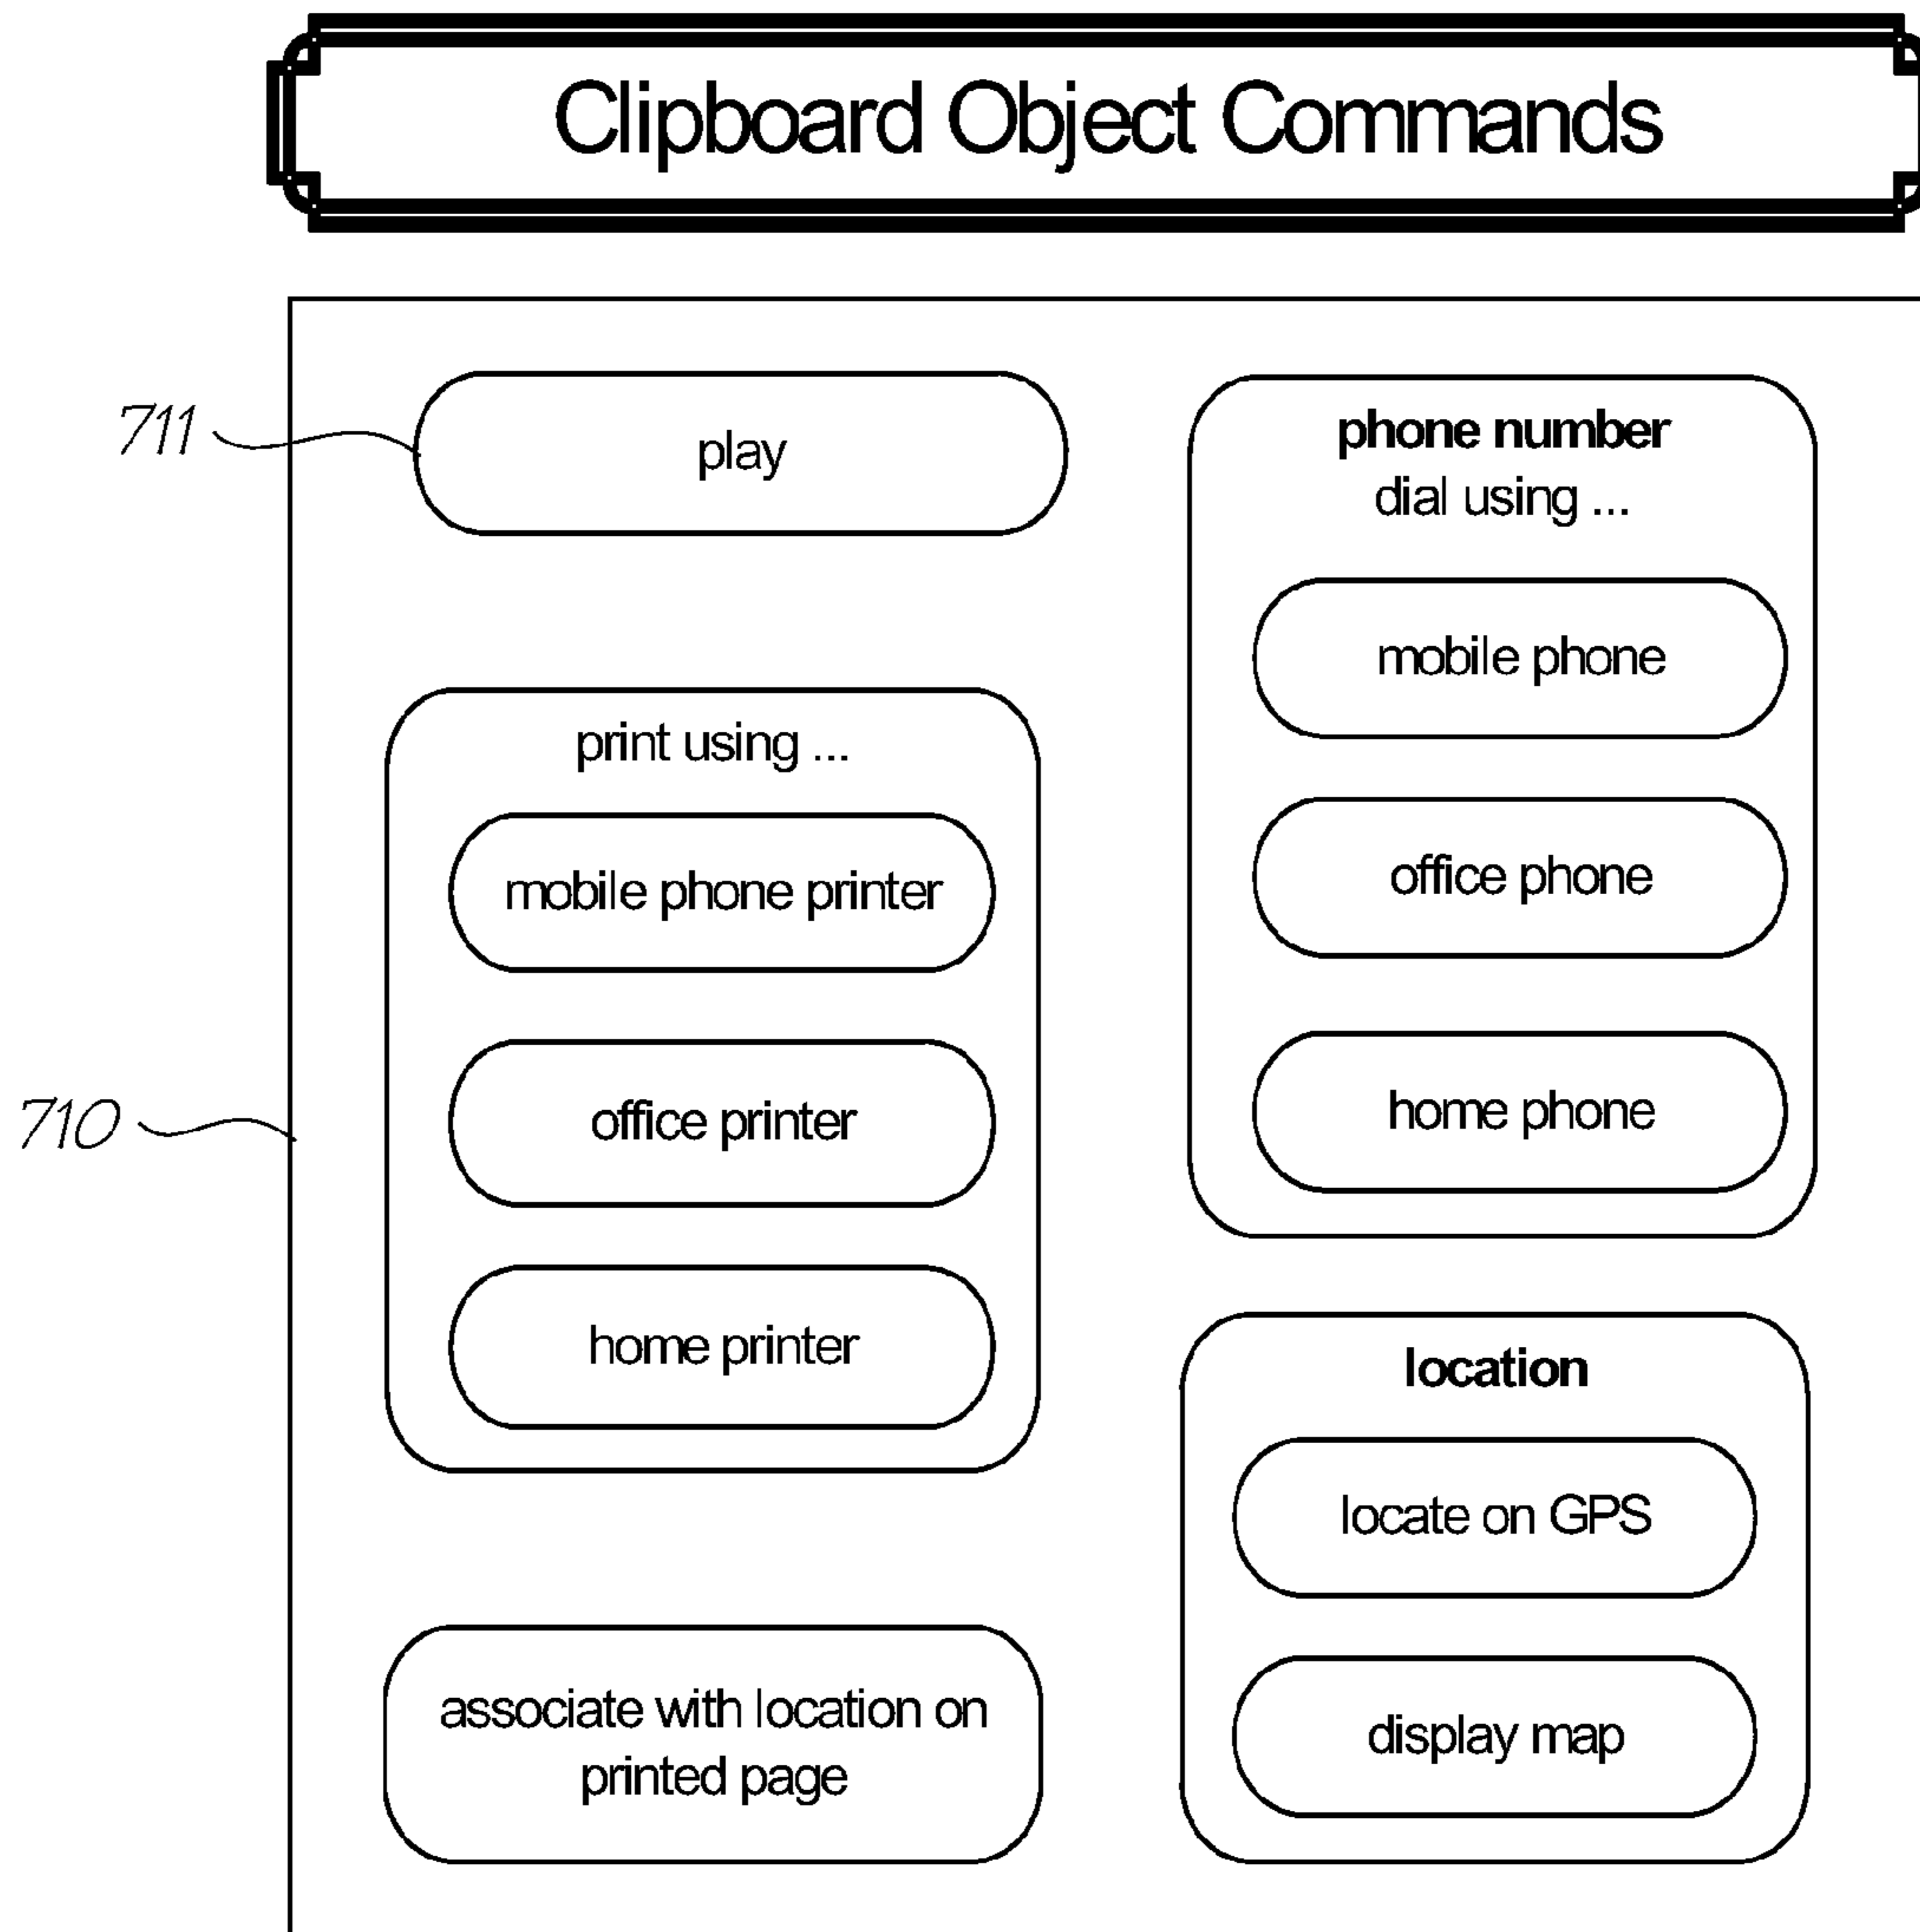 Clipboard Object Commands
711
play
print using ...
mobile phone printer
710
office printer
home printer
associate with location on
printed page
phone number
dial using ...
mobile phone
office phone
home phone
location
locate on GPS
display map